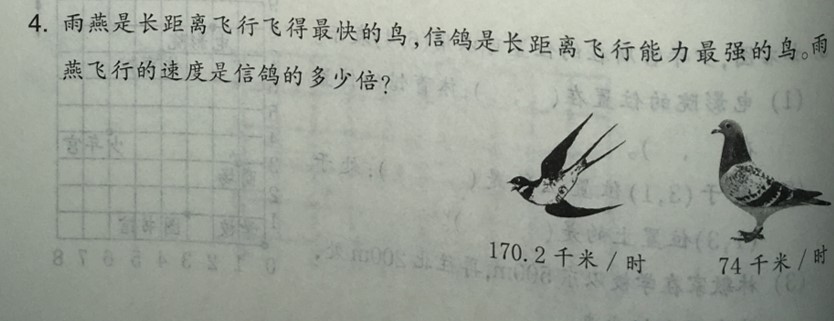 4. 雨燕是长距离飞行飞得最快的鸟,信鸽是长距离飞行能力最强的鸟。雨
燕飞行的速度是信鸽的多少倍?
170.2 千米/时
74 千米/时